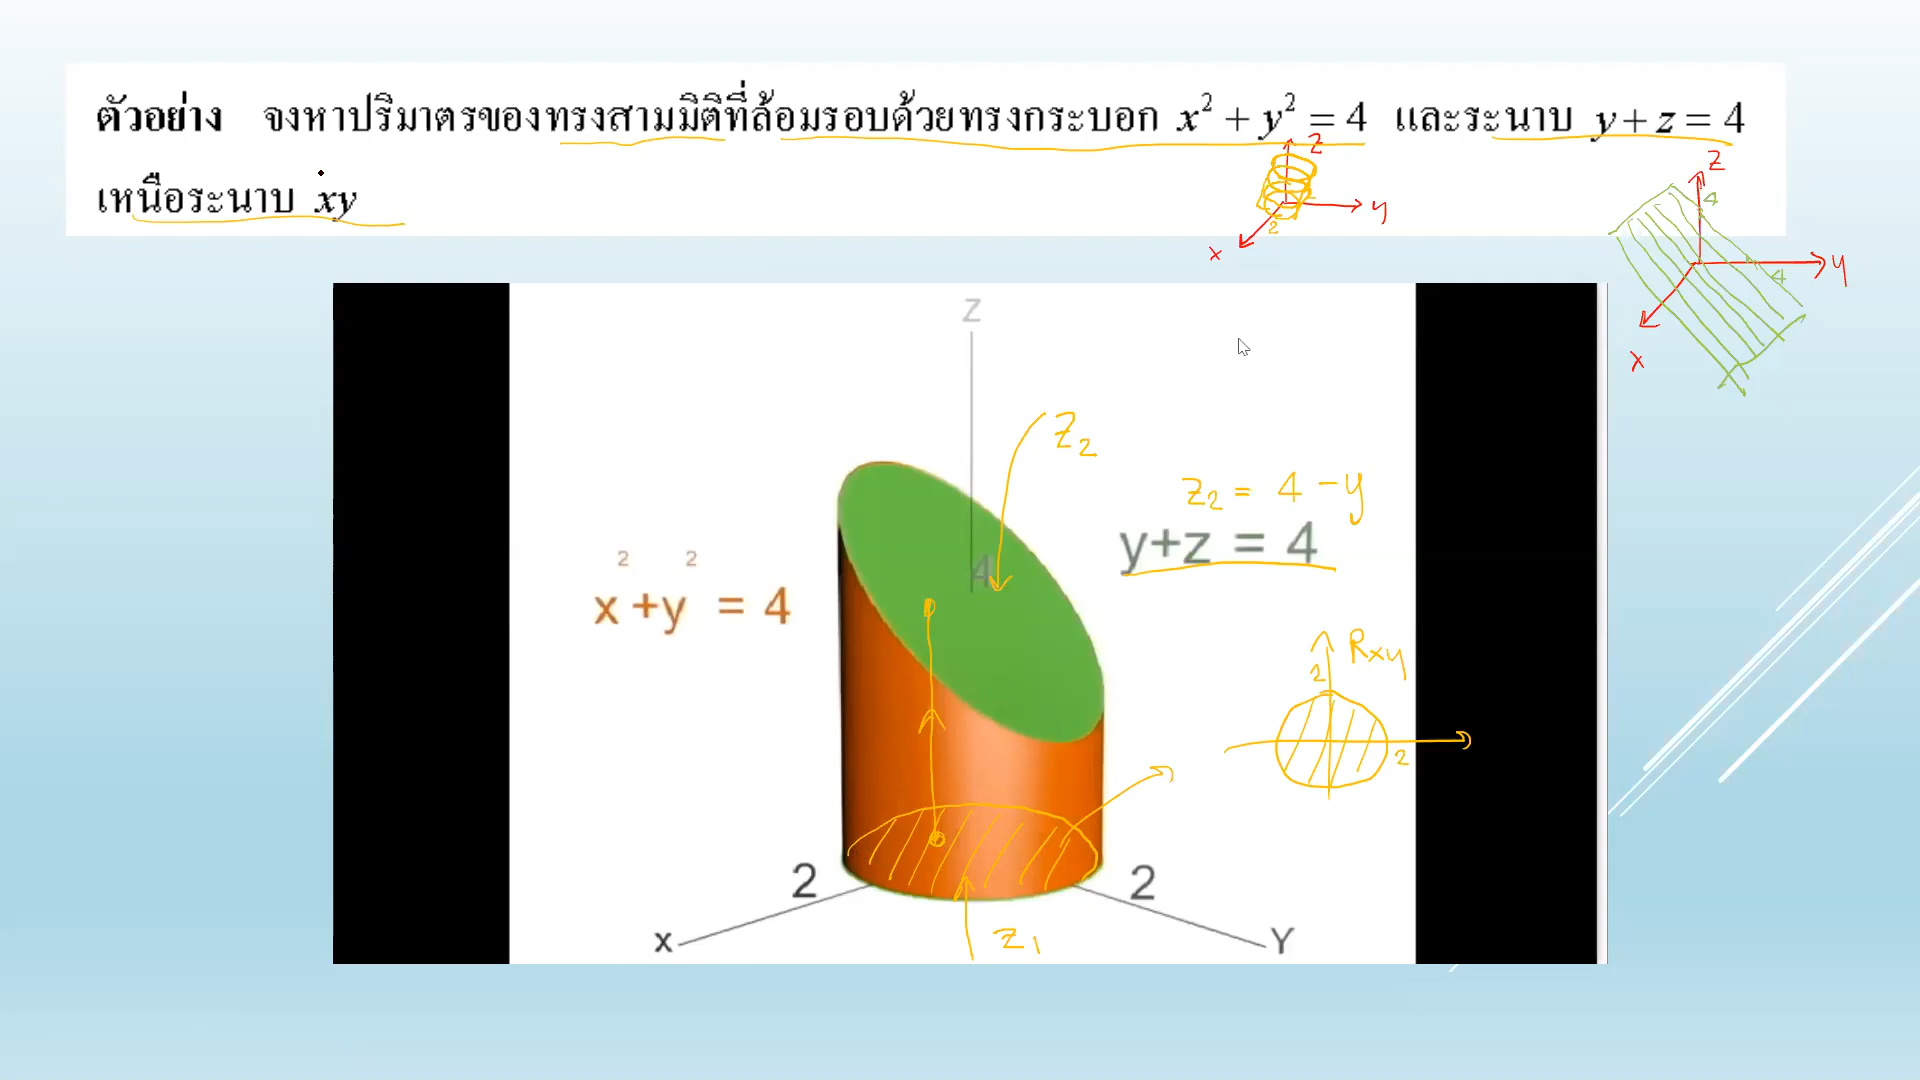 ตัวอย่าง จงหาปริมาตรของทรงสามมิติที่ล้อมรอบด้วยทรงกระบอก x² + y² = 4 และระนาบ y + z = 4
เหนือระนาบ xy
z
y
x
2
z
4
y
4
x
z
z₂
z₂ = 4 - y
y+z = 4
4
x²+y² = 4
Rxy
2
2
2
2
x
z₁
Y